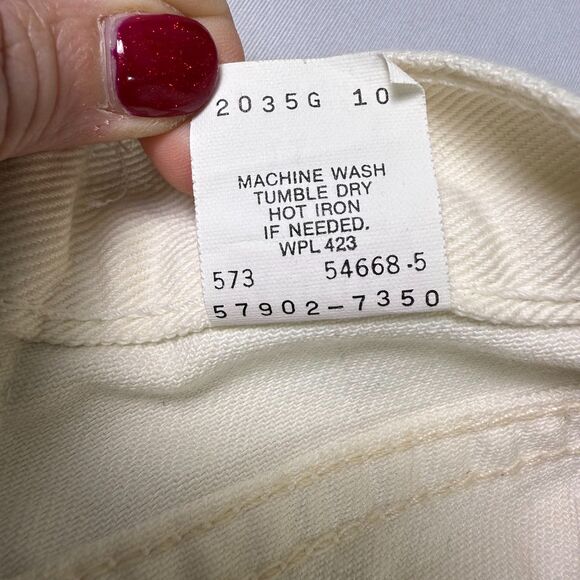 2035G 10
MACHINE WASH
TUMBLE DRY
HOT IRON
IF NEEDED.
WPL 423
573 54668-5
57902-7350